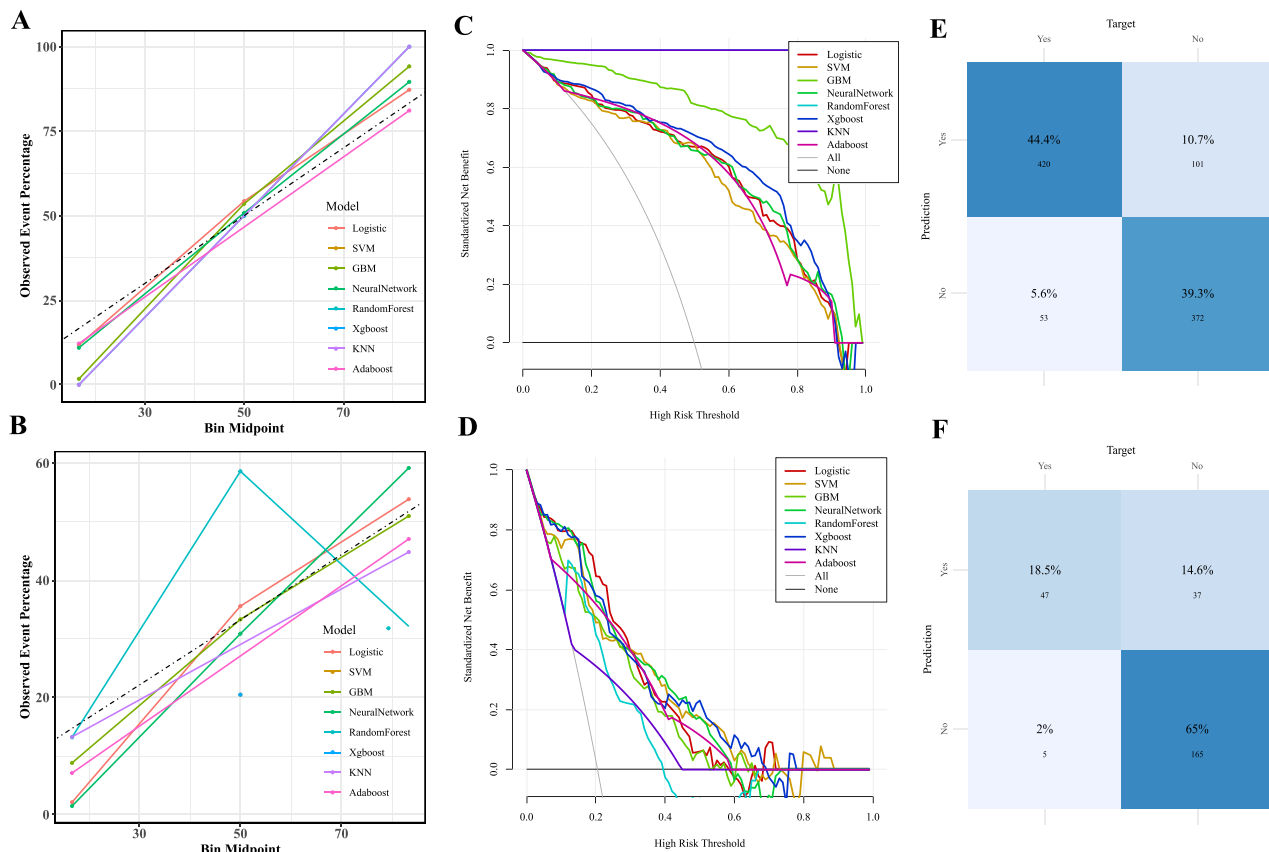 A
100
75
50
25
0
Observed Event Percentage
Model
Logistic
SVM
GBM
NeuralNetwork
RandomForest
Xgboost
KNN
Adaboost
30
50
70
Bin Midpoint
B
60
40
20
0
Observed Event Percentage
Model
Logistic
SVM
GBM
NeuralNetwork
RandomForest
Xgboost
KNN
Adaboost
30
50
70
Bin Midpoint
C
1.0
0.8
0.6
0.4
0.2
0.0
Standardized Net Benefit
Logistic
SVM
GBM
NeuralNetwork
RandomForest
Xgboost
KNN
Adaboost
All
None
0.0
0.2
0.4
0.6
0.8
1.0
High Risk Threshold
D
1.0
0.8
0.6
0.4
0.2
0.0
Standardized Net Benefit
Logistic
SVM
GBM
NeuralNetwork
RandomForest
Xgboost
KNN
Adaboost
All
None
0.0
0.2
0.4
0.6
0.8
1.0
High Risk Threshold
E
Target
Yes
No
Prediction
Yes
44.4%
420
10.7%
101
No
5.6%
53
39.3%
372
F
Target
Yes
No
Prediction
Yes
18.5%
47
14.6%
37
No
2%
5
65%
165